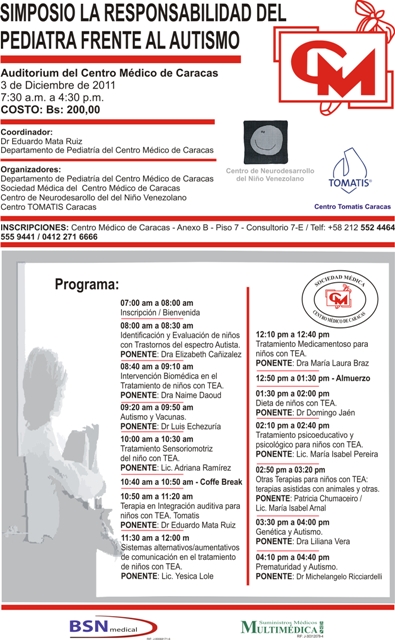 SIMPOSIO LA RESPONSABILIDAD DEL
PEDIATRA FRENTE AL AUTISMO
Auditorium del Centro Médico de Caracas
3 de Diciembre de 2011
7:30 a.m. a 4:30 p.m.
COSTO: Bs: 200,00
CM
Coordinador:
Dr Eduardo Mata Ruiz
Departamento de Pediatría del Centro Médico de Caracas
Organizadores:
Departamento de Pediatría del Centro Médico de Caracas
Sociedad Médica del Centro Médico de Caracas
Centro de Neurodesarrollo del del Niño Venezolano
Centro TOMATIS Caracas
Centro de Neurodesarrollo
del Niño Venezolano
TOMATIS®
Centro Tomatis Caracas
INSCRIPCIONES: Centro Médico de Caracas - Anexo B - Piso 7 - Consultorio 7-E / Telf: +58 212 552 4464
555 9441 / 0412 271 6666
Programa:
07:00 am a 08:00 am
Inscripción / Bienvenida
08:00 am a 08:30 am
Identificación y Evaluación de niños
con Trastornos del espectro Autista.
PONENTE: Dra Elizabeth Cañizalez
08:40 am a 09:10 am
Intervención Biomédica en el
Tratamiento de niños con TEA.
PONENTE: Dra Naime Daoud
09:20 am a 09:50 am
Autismo y Vacunas.
PONENTE: Dr Luis Echezuría
10:00 am a 10:30 am
Tratamiento Sensoriomotriz
del niño con TEA.
PONENTE: Lic. Adriana Ramírez
10:40 am a 10:50 am - Coffe Break
10:50 am a 11:20 am
Terapia en Integración auditiva para
niños con TEA. Tomatis
PONENTE: Dr Eduardo Mata Ruiz
11:30 am a 12:00 m
Sistemas alternativos/aumentativos
de comunicación en el tratamiento
de niños con TEA.
PONENTE: Lic. Yesica Lole
SOCIEDAD MÉDICA
CM
CENTRO MÉDICO DE CARACAS
12:10 pm a 12:40 pm
Tratamiento Medicamentoso para
niños con TEA.
PONENTE: Dra María Laura Braz
12:50 pm a 01:30 pm - Almuerzo
01:30 pm a 02:00 pm
Dieta de niños con TEA.
PONENTE: Dr Domingo Jaén
02:10 pm a 02:40 pm
Tratamiento psicoeducativo y
psicológico para niños con TEA.
PONENTE: Lic. María Isabel Pereira
02:50 pm a 03:20 pm
Otras Terapias para niños con TEA:
terapias asistidas con animales y otras.
PONENTE: Patricia Chumaceiro /
Lic. María Isabel Arnal
03:30 pm a 04:00 pm
Genética y Autismo.
PONENTE: Dra Liliana Vera
04:10 pm a 04:40 pm
Prematuridad y Autismo.
PONENTE: Dr Michelangelo Ricciardelli
BSN medical
Suministros Médicos
MULTIMÉDICA